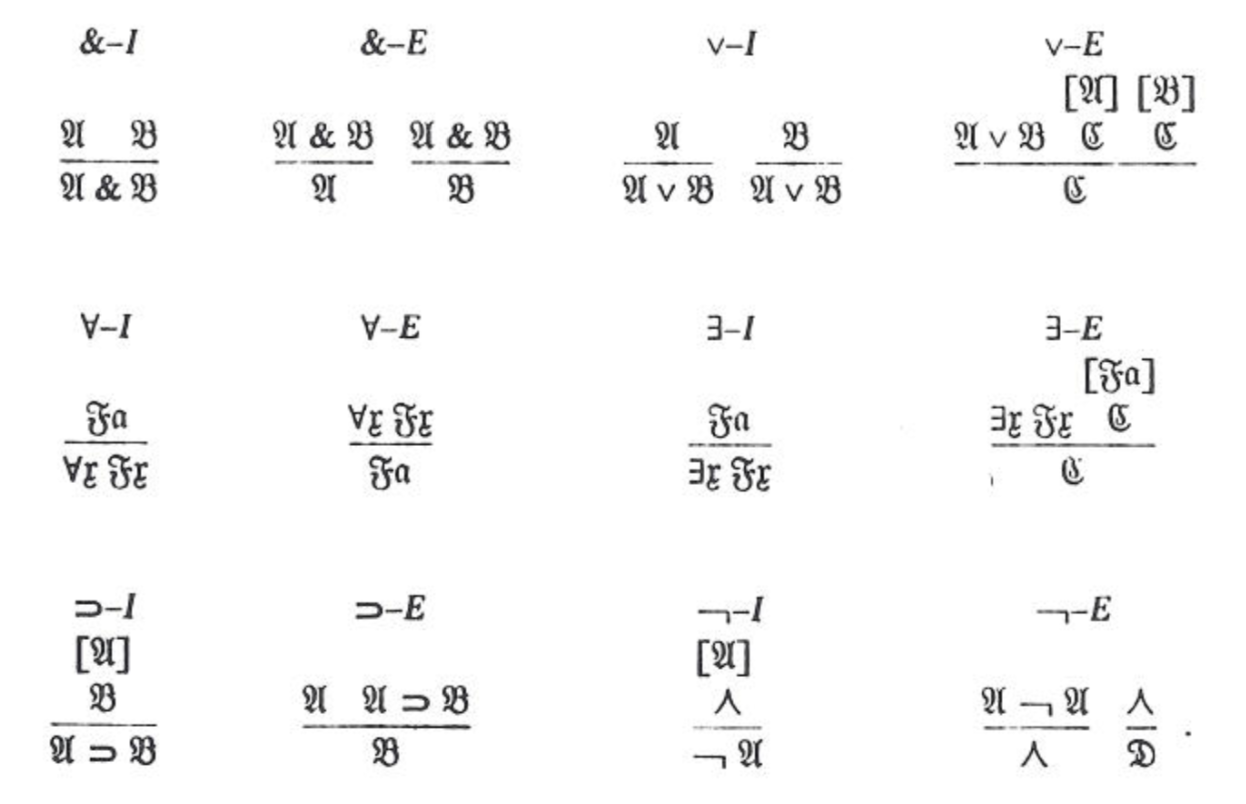 &–I &–E ∨–I ∨–E
[𝔄] [𝔅]
𝔄 𝔅 𝔄 & 𝔅 𝔄 & 𝔅 𝔄 𝔅 𝔄 ∨ 𝔅 ℭ ℭ
𝔄 & 𝔅 𝔄 𝔅 𝔄 ∨ 𝔅 𝔄 ∨ 𝔅 ℭ
∀–I ∀–E ∃–I ∃–E
[𝔉𝔞]
𝔉𝔞 ∀𝔵 𝔉𝔵 𝔉𝔞 ∃𝔵 𝔉𝔵 ℭ
∀𝔵 𝔉𝔵 𝔉𝔞 ∃𝔵 𝔉𝔵 ℭ
⊃–I ⊃–E ¬–I ¬–E
[𝔄] [𝔄]
𝔅 𝔄 𝔄 ⊃ 𝔅 ⋏ 𝔄 ¬ 𝔄 ⋏
𝔄 ⊃ 𝔅 𝔅 ¬ 𝔄 ⋏ 𝔇 .